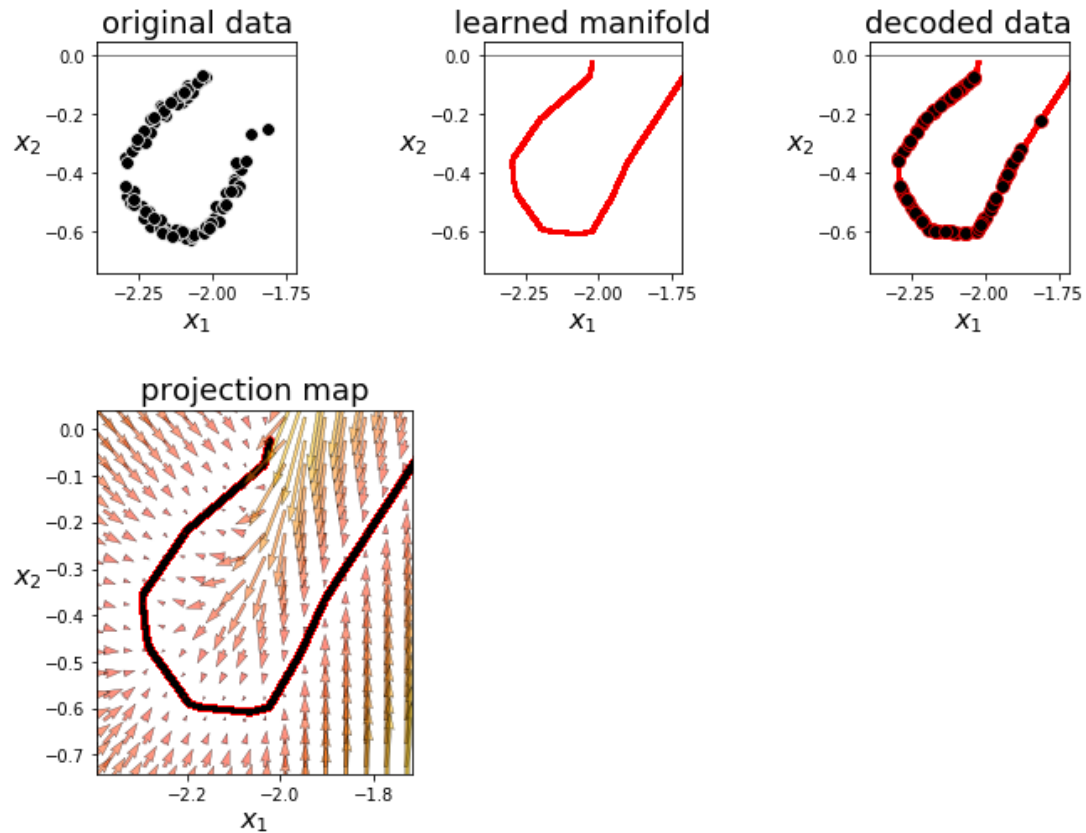 original data
0.0
−0.2
−0.4
−0.6
x₂
−2.25 −2.00 −1.75
x₁
learned manifold
0.0
−0.2
−0.4
−0.6
x₂
−2.25 −2.00 −1.75
x₁
decoded data
0.0
−0.2
−0.4
−0.6
x₂
−2.25 −2.00 −1.75
x₁
projection map
0.0
−0.1
−0.2
−0.3
−0.4
−0.5
−0.6
−0.7
x₂
−2.2 −2.0 −1.8
x₁